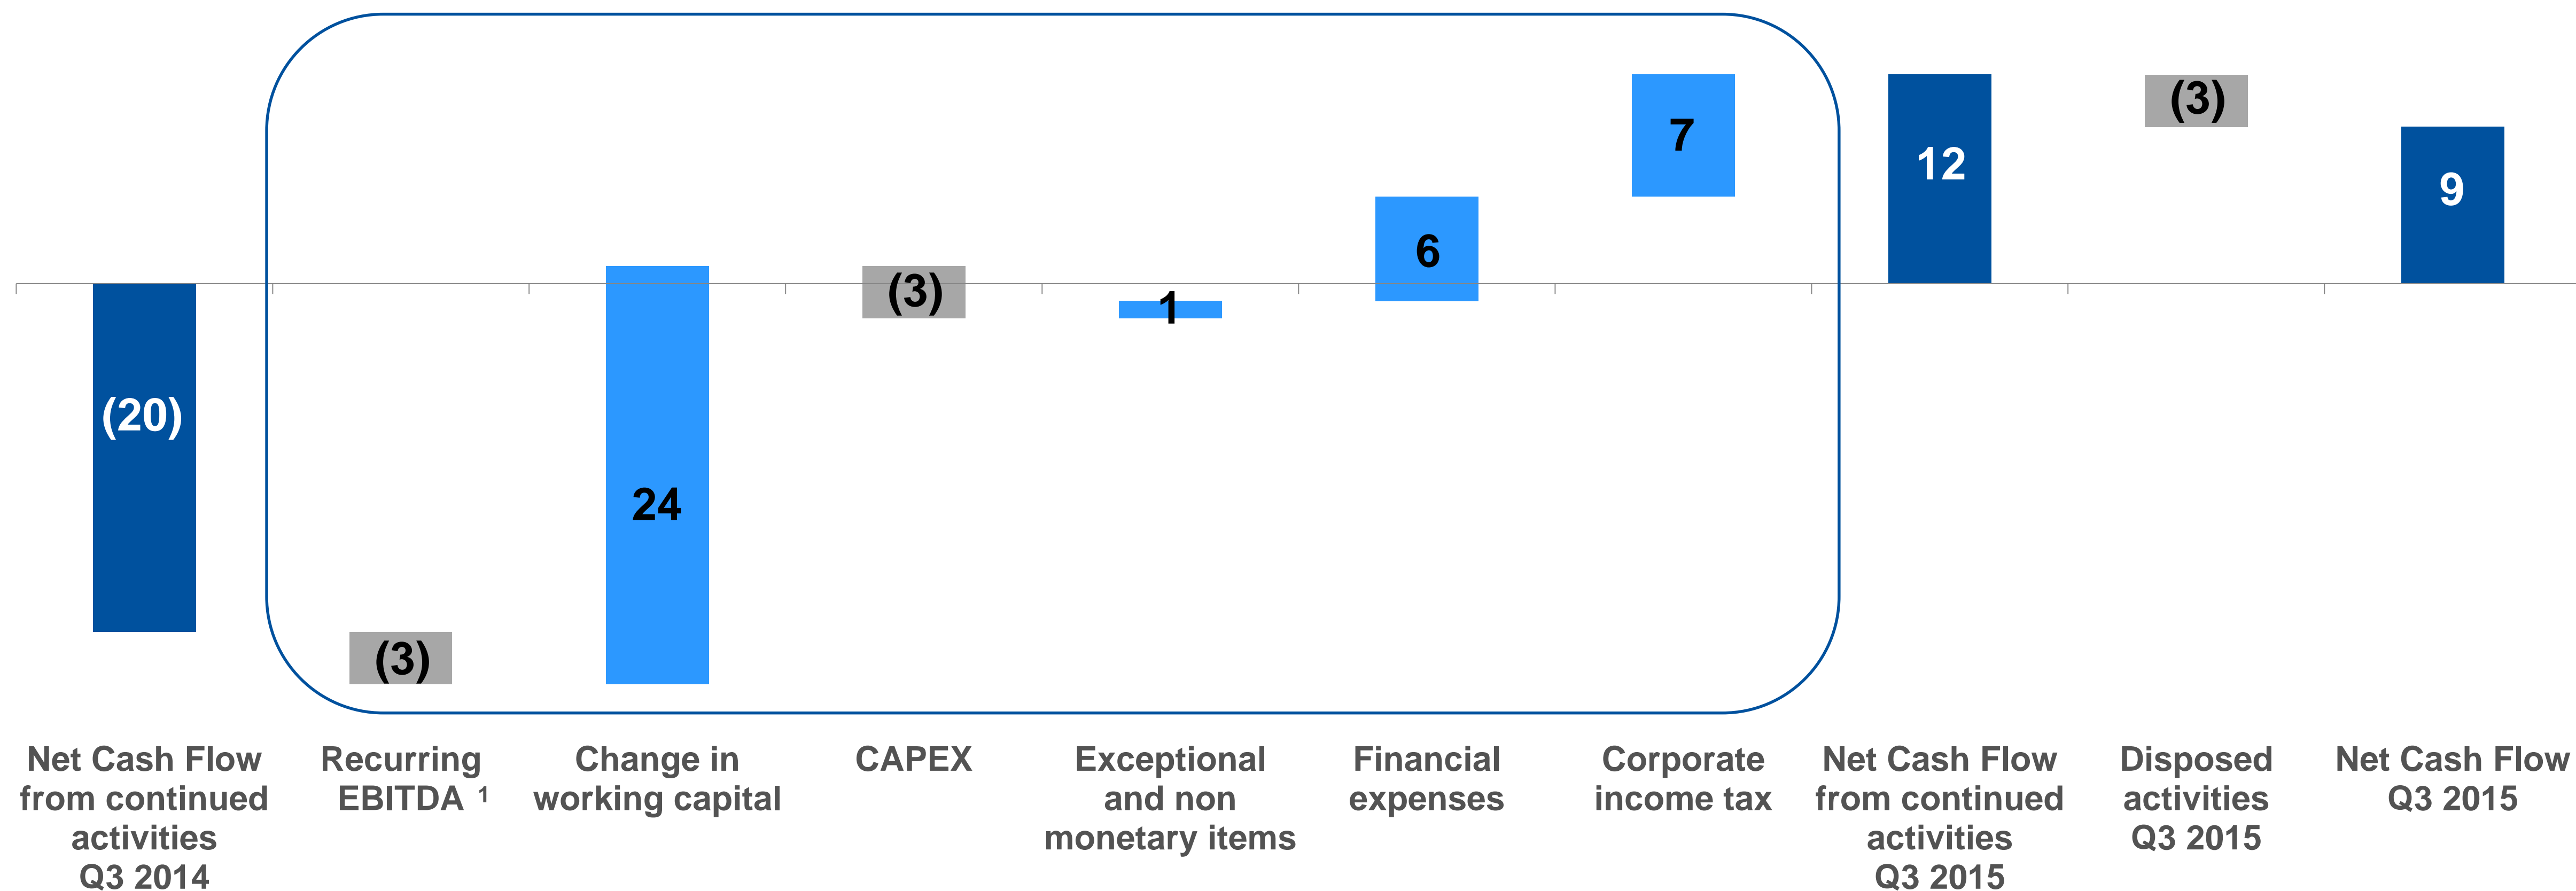 7
(3)
12
9
6
(3)
1
(20)
24
(3)
Net Cash Flow
from continued
activities
Q3 2014
Recurring
EBITDA ¹
Change in
working capital
CAPEX
Exceptional
and non
monetary items
Financial
expenses
Corporate
income tax
Net Cash Flow
from continued
activities
Q3 2015
Disposed
activities
Q3 2015
Net Cash Flow
Q3 2015